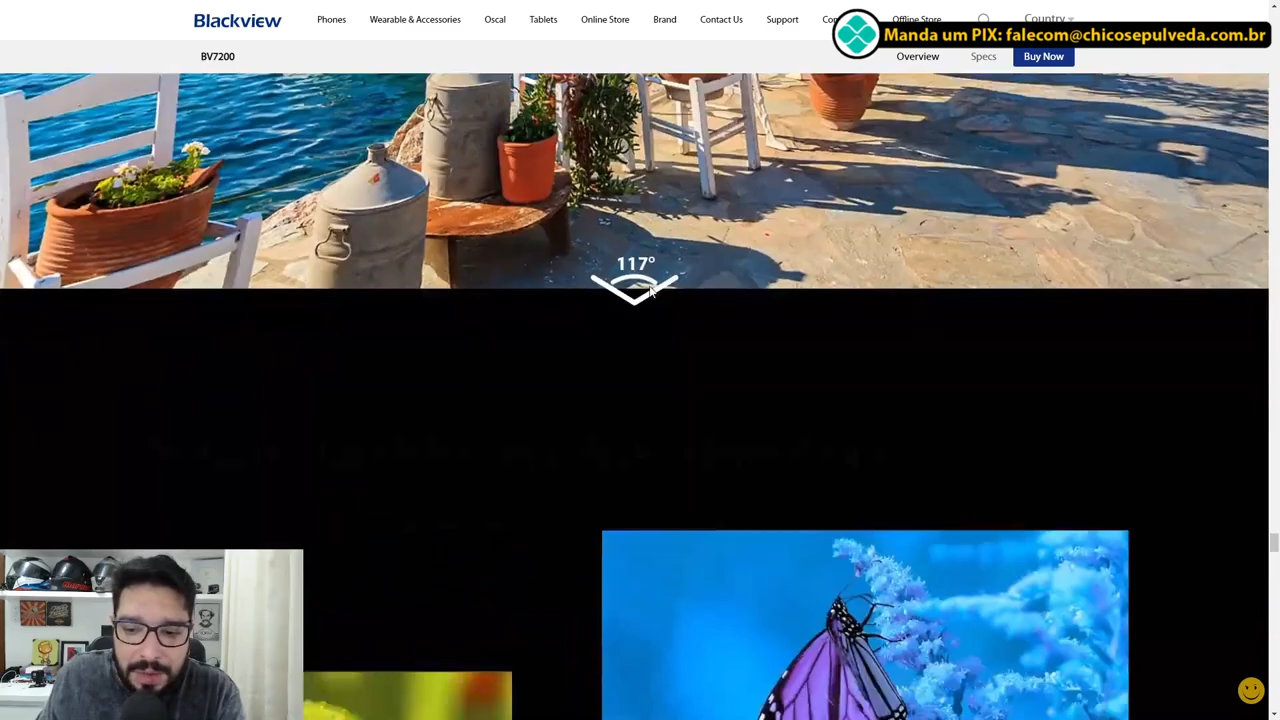 Blackview
Phones
Wearable & Accessories
Oscal
Tablets
Online Store
Brand
Contact Us
Support
Offline Store
Country
Manda um PIX: falecom@chicosepulveda.com.br
BV7200
Overview
Specs
Buy Now
117°